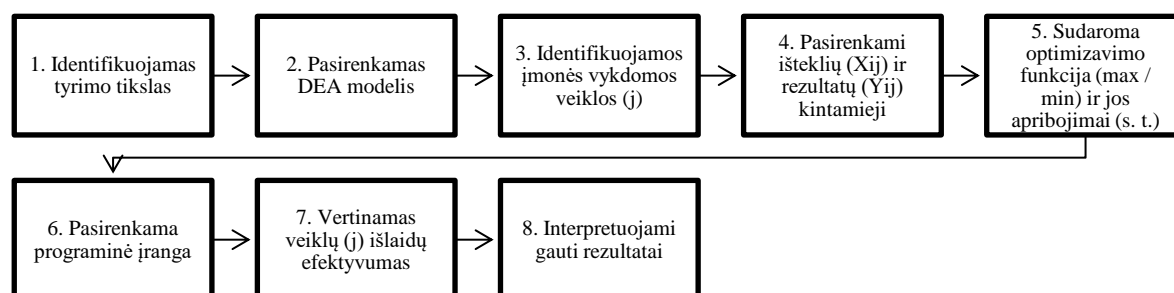 1. Identifikuojamas
tyrimo tikslas
2. Pasirenkamas
DEA modelis
3. Identifikuojamos
įmonės vykdomos
veiklos (j)
4. Pasirenkami
išteklių (Xij) ir
rezultatų (Yij)
kintamieji
5. Sudaroma
optimizavimo
funkcija (max /
min) ir jos
apribojimai (s. t.)
6. Pasirenkama
programinė įranga
7. Vertinamas
veiklų (j) išlaidų
efektyvumas
8. Interpretuojami
gauti rezultatai